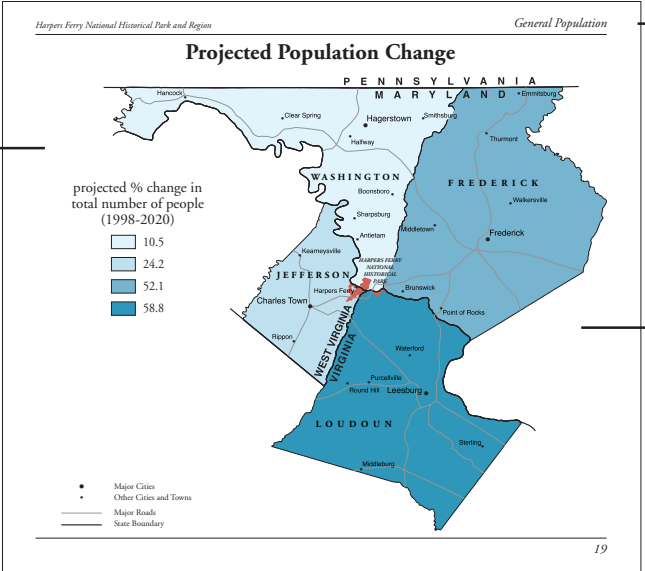 Harpers Ferry National Historical Park and Region
General Population
Projected Population Change
PENNSYLVANIA
MARYLAND
Hancock
Emmitsburg
Clear Spring
Hagerstown
Smithsburg
Halfway
Thurmont
WASHINGTON
FREDERICK
Boonsboro
Walkersville
Sharpsburg
Middletown
Frederick
Antietam
projected % change in
total number of people
(1998-2020)
10.5
24.2
52.1
58.8
Kearneysville
HARPERS FERRY
NATIONAL
HISTORICAL
PARK
JEFFERSON
Harpers Ferry
Brunswick
Charles Town
Point of Rocks
WEST VIRGINIA
VIRGINIA
Rippon
Waterford
Purcellville
Round Hill
Leesburg
LOUDOUN
Sterling
Middleburg
Major Cities
Other Cities and Towns
Major Roads
State Boundary
19